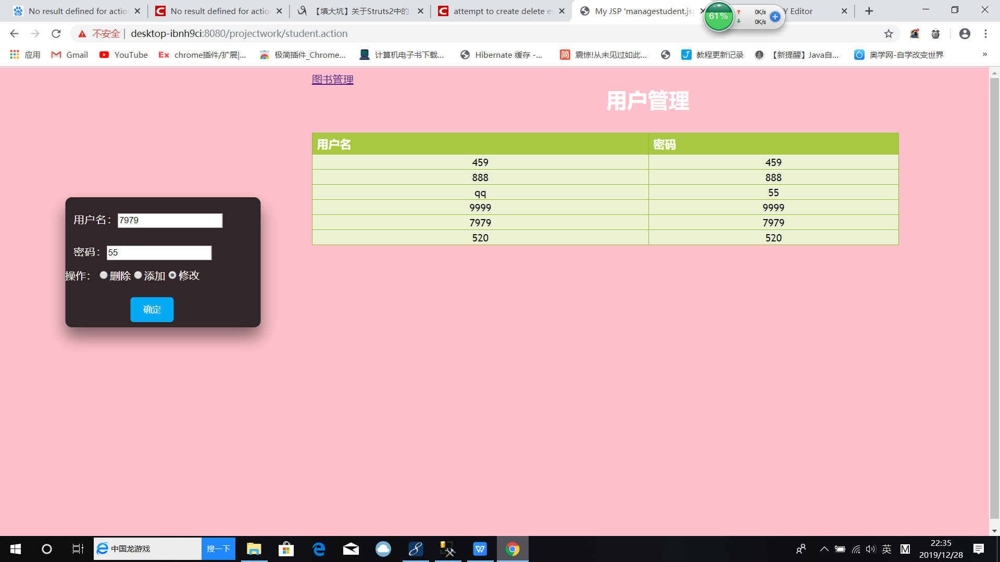 No result defined for actio
No result defined for actio
【填大坑】关于Struts2中的
attempt to create delete e
My JSP 'managestudent.jsp
61%
0K/s
0K/s
Y Editor
不安全
desktop-ibnh9ci:8080/projectwork/student.action
应用
Gmail
YouTube
Ex chrome插件/扩展|...
极简插件_Chrome...
计算机电子书下载...
Hibernate 缓存 -...
简 震惊!从未见过如此...
J 教程更新记录
【新提醒】Java自...
奥学网-自学改变世界
»
图书管理
用户管理
用户名 密码
459 459
888 888
qq 55
9999 9999
7979 7979
520 520
用户名：7979
密码：55
操作： 删除 添加 修改
确定
中国龙游戏
搜一下
英
M
22:35
2019/12/28